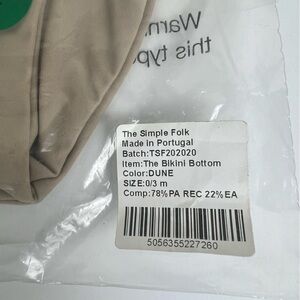 Warn
this typ
The Simple Folk
Made in Portugal
Batch:TSF202020
Item:The Bikini Bottom
Color:DUNE
SIZE:0/3 m
Comp:78%PA REC 22%EA
5056355227260